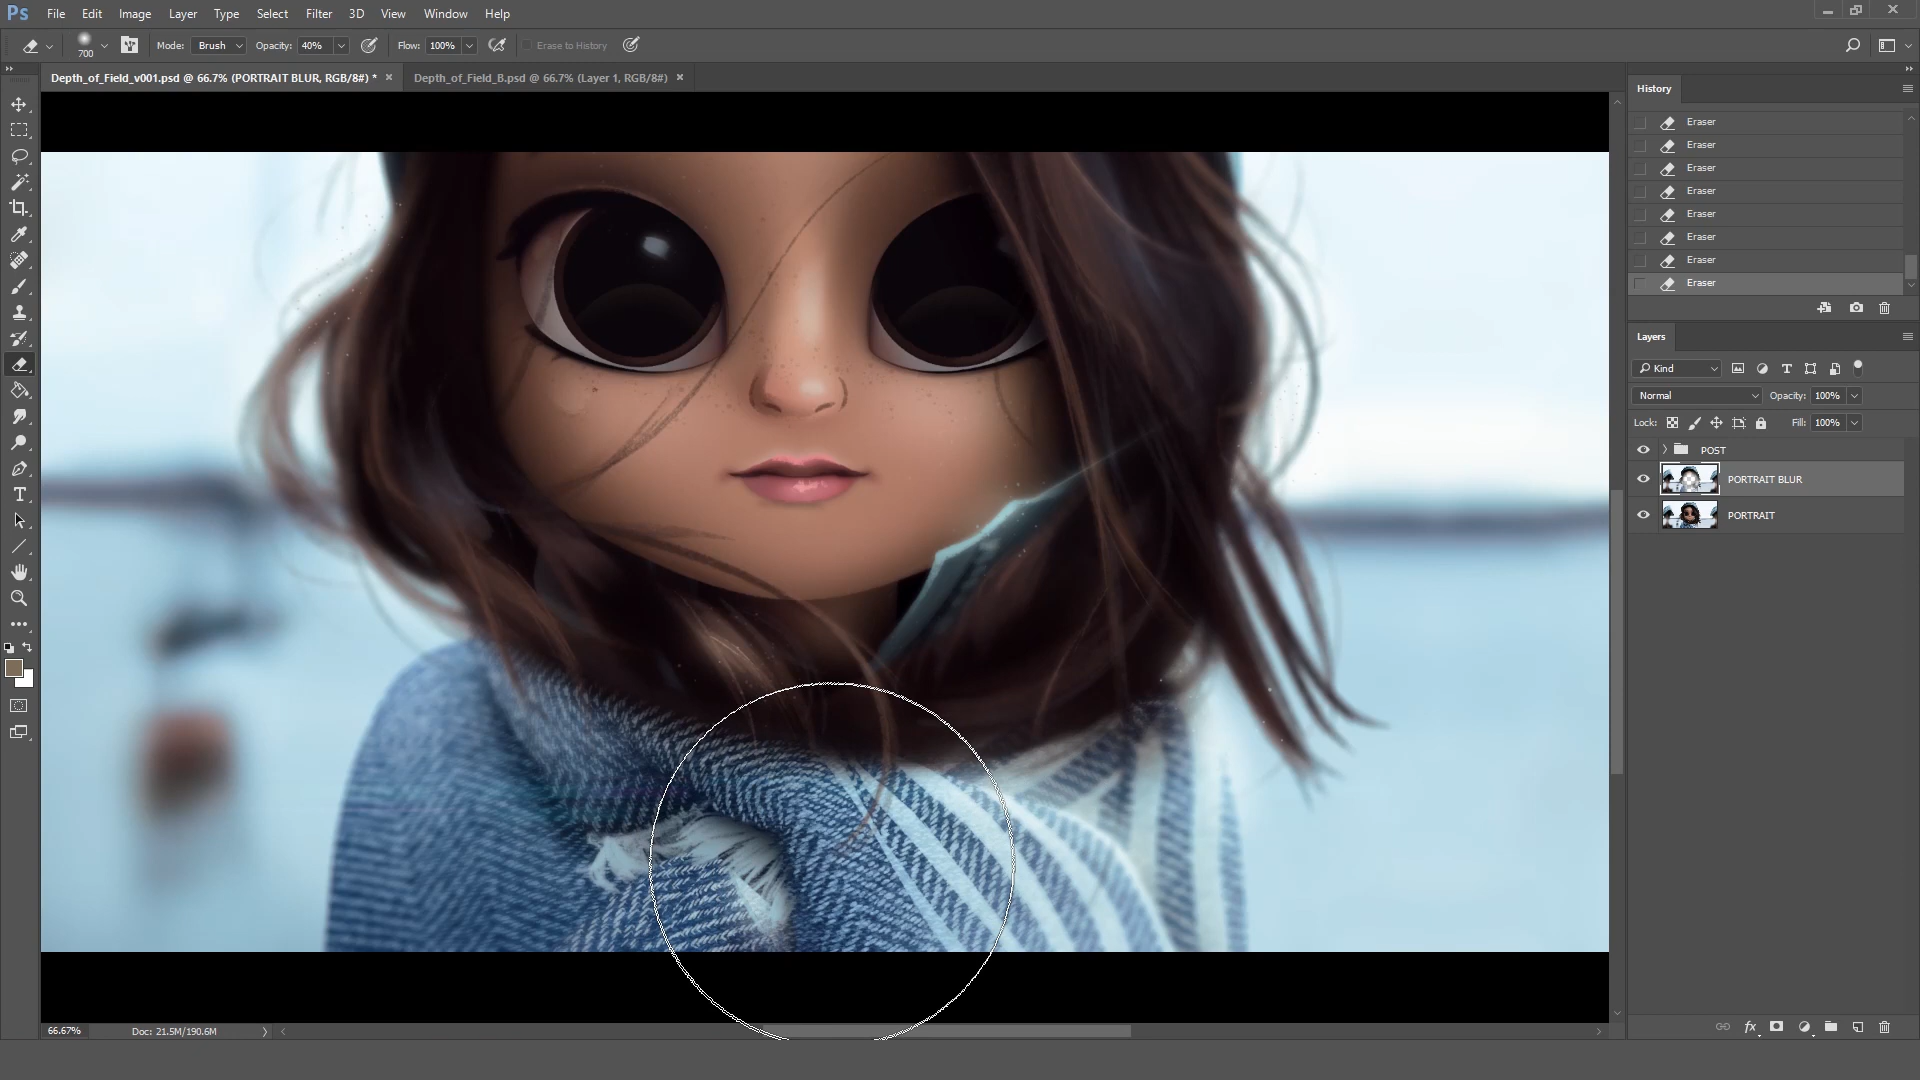 Ps File Edit Image Layer Type Select Filter 3D View Window Help
700 Mode: Brush Opacity: 40% Flow: 100% Erase to History
Depth_of_Field_v001.psd @ 66.7% (PORTRAIT BLUR, RGB/8#) * ×
Depth_of_Field_B.psd @ 66.7% (Layer 1, RGB/8#) ×
History
Eraser
Eraser
Eraser
Eraser
Eraser
Eraser
Eraser
Eraser
Layers
Kind
Normal Opacity: 100%
Lock: Fill: 100%
POST
PORTRAIT BLUR
PORTRAIT
66.67% Doc: 21.5M/190.6M